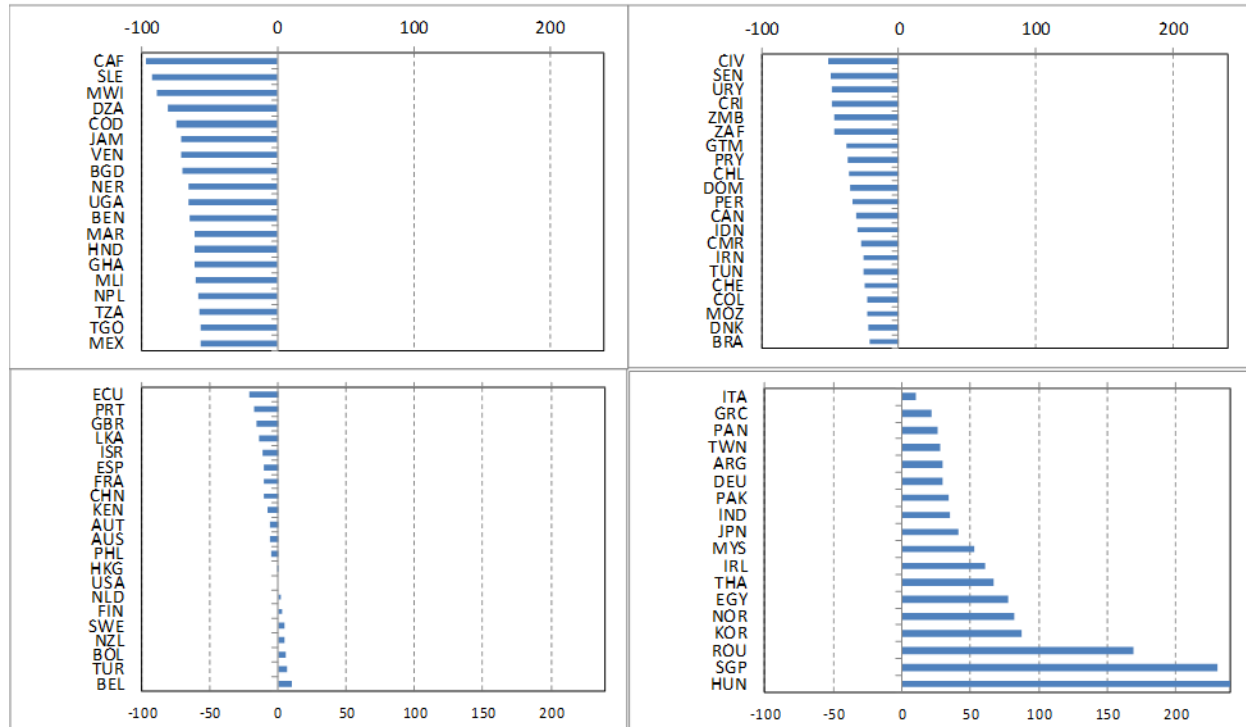 -100 0 100 200
CAF
SLE
MWI
DZA
COD
JAM
VEN
BGD
NER
UGA
BEN
MAR
HND
GHA
MLI
NPL
TZA
TGO
MEX
-100 0 100 200
CIV
SEN
URY
CRI
ZMB
ZAF
GTM
PRY
CHL
DOM
PER
CAN
IDN
CMR
IRN
TUN
CHE
COL
MOZ
DNK
BRA
ECU
PRT
GBR
LKA
ISR
ESP
FRA
CHN
KEN
AUT
AUS
PHL
HKG
USA
NLD
FIN
SWE
NZL
BOL
TUR
BEL
-100 -50 0 50 100 150 200
ITA
GRC
PAN
TWN
ARG
DEU
PAK
IND
JPN
MYS
IRL
THA
EGY
NOR
KOR
ROU
SGP
HUN
-100 -50 0 50 100 150 200